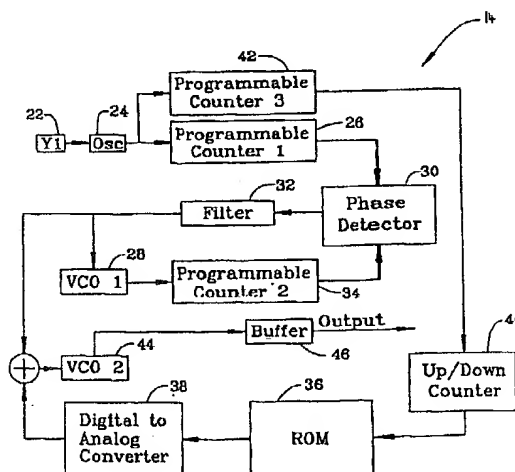 14
42
Programmable
Counter 3
22
24
Y1
Osc
26
Programmable
Counter 1
30
Phase
Detector
32
Filter
28
VCO 1
Programmable
Counter 2
34
Output
Buffer
46
44
VCO 2
Up/Down
Counter
38
Digital to
Analog
Converter
36
ROM